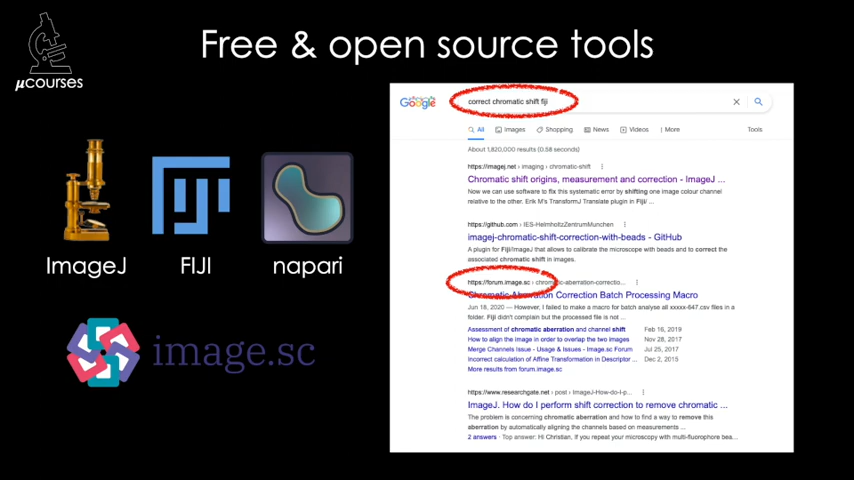 Free & open source tools
μcourses
ImageJ
FIJI
napari
image.sc
Google
correct chromatic shift fiji
All
Images
Shopping
News
Videos
More
Tools
About 1,820,000 results (0.58 seconds)
https://imagej.net › imaging › chromatic-shift
Chromatic shift origins, measurement and correction - ImageJ ...
Now we can use software to fix this systematic error by shifting one image colour channel
relative to the other. Erik M's TransformJ Translate plugin in Fiji/ ...
https://github.com › IES-HelmholtzZentrumMunchen
imagej-chromatic-shift-correction-with-beads - GitHub
A plugin for Fiji/ImageJ that allows to calibrate the microscope with beads and to correct the
associated chromatic shift in images.
https://forum.image.sc › chromatic-aberration-correctio...
Chromatic Aberration Correction Batch Processing Macro
Jun 18, 2020 — However, I failed to make a macro for batch analyse all xxxxx-647.csv files in a
folder. Fiji didn't complain but the processed file is not ...
Assessment of chromatic aberration and channel shift Feb 16, 2019
How to align the image in order to overlap the two images Nov 28, 2017
Merge Channels Issue - Usage & Issues - Image.sc Forum Jul 25, 2017
Incorrect calculation of Affine Transformation in Descriptor ... Dec 2, 2015
More results from forum.image.sc
https://www.researchgate.net › post › ImageJ-How-do-I-p...
ImageJ. How do I perform shift correction to remove chromatic ...
The problem is concerning chromatic aberration and how to find a way to remove this
aberration by automatically aligning the channels based on measurements from ...
2 answers · Top answer: Hi Christian, If you repeat your microscopy with multi-fluorophore bea...